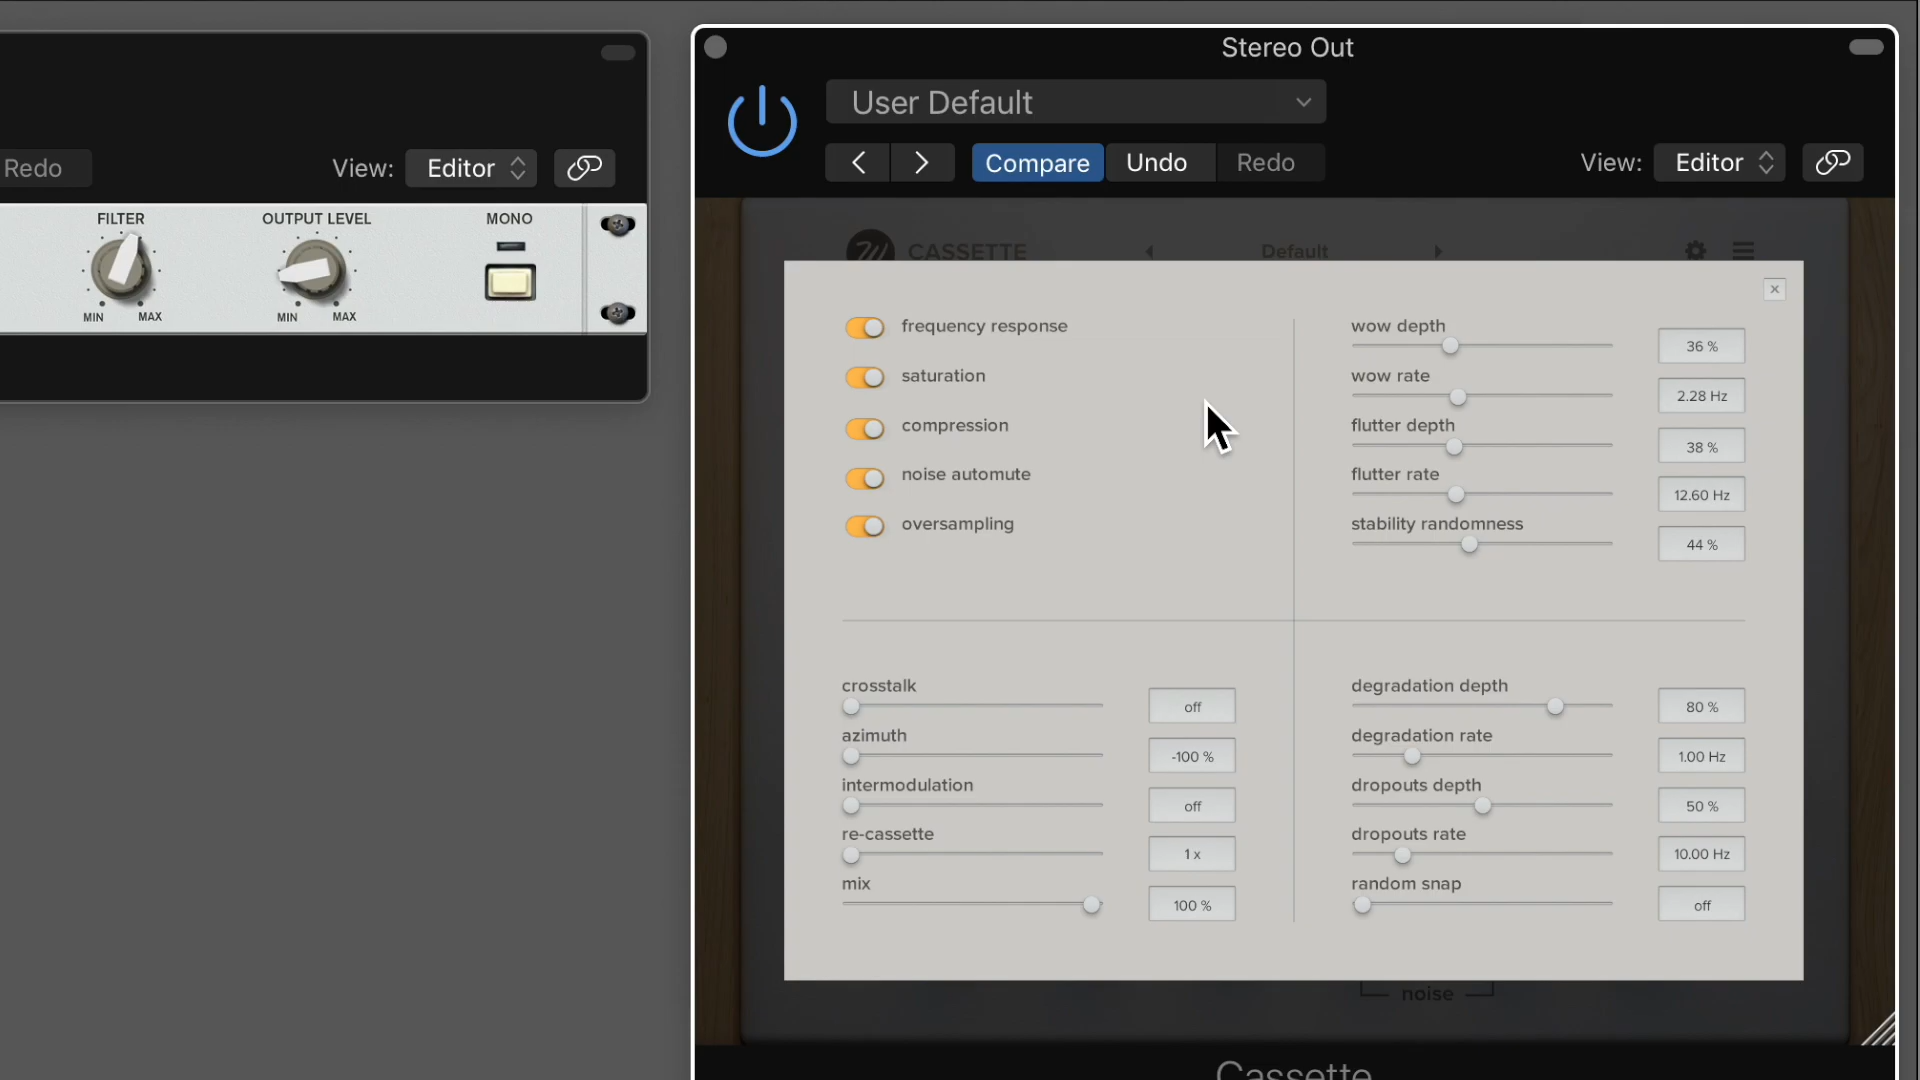 Redo
View:
Editor
FILTER
OUTPUT LEVEL
MONO
MIN
MAX
MIN
MAX
Stereo Out
User Default
Compare
Undo
Redo
View:
Editor
CASSETTE
Default
frequency response
saturation
compression
noise automute
oversampling
wow depth
36 %
wow rate
2.28 Hz
flutter depth
38 %
flutter rate
12.60 Hz
stability randomness
44 %
crosstalk
off
azimuth
-100 %
intermodulation
off
re-cassette
1 x
mix
100 %
degradation depth
80 %
degradation rate
1.00 Hz
dropouts depth
50 %
dropouts rate
10.00 Hz
random snap
off
noise
Cassette